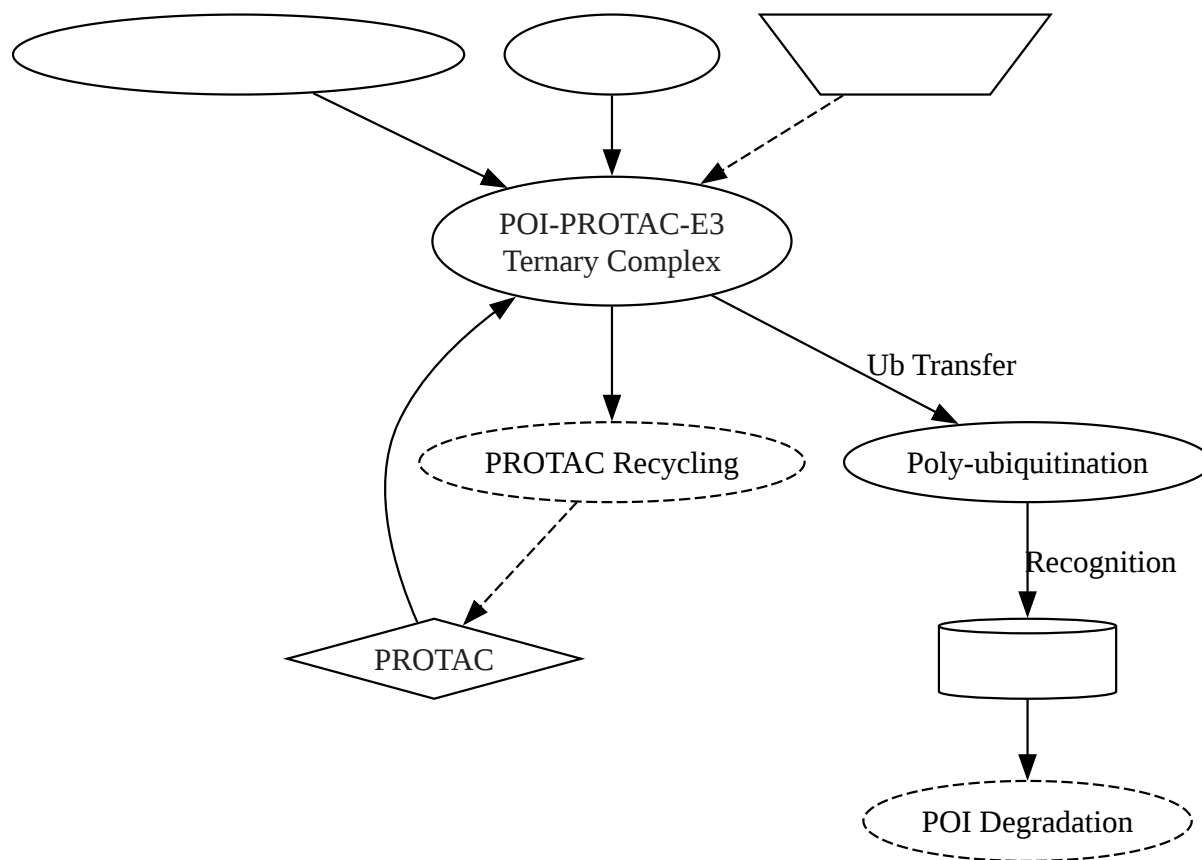 POI-PROTAC-E3
Ternary Complex
Ub Transfer
PROTAC Recycling
Poly-ubiquitination
Recognition
PROTAC
POI Degradation